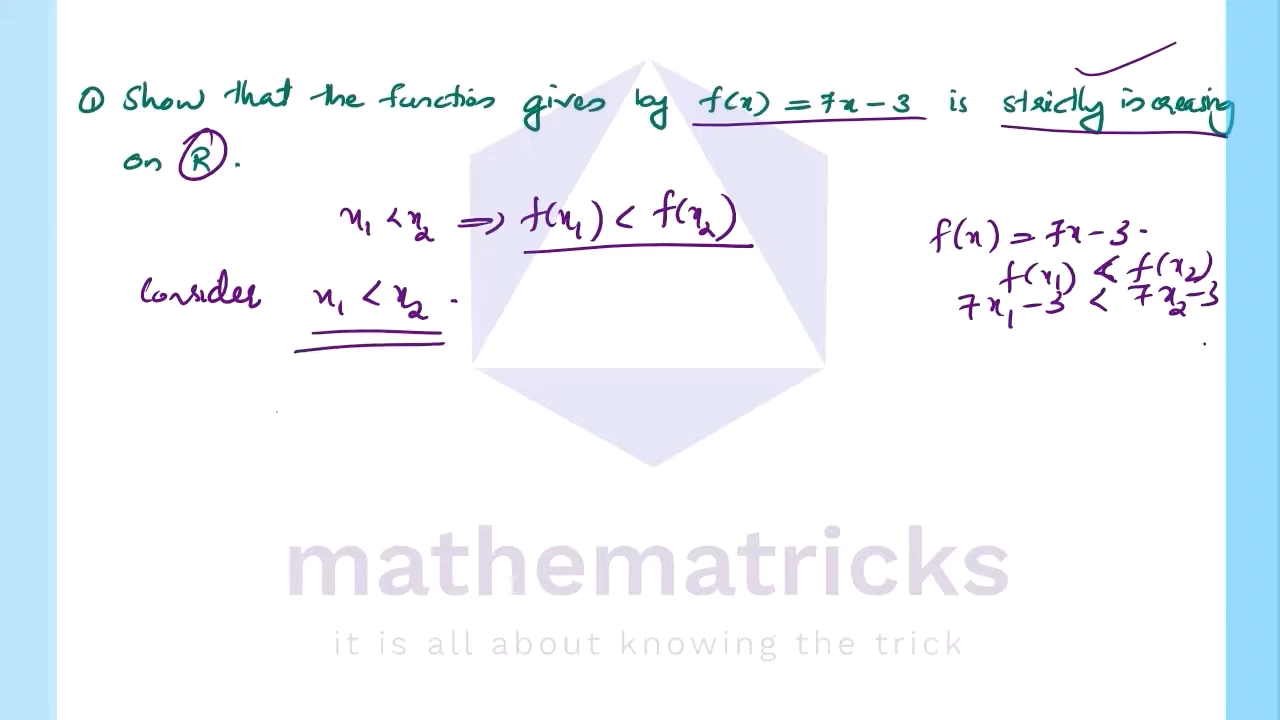 ① Show that the function given by f(x) = 7x - 3 is strictly increasing
on R.
x₁ < x₂ ⇒ f(x₁) < f(x₂)
f(x) = 7x - 3.
f(x₁) < f(x₂)
Consider x₁ < x₂.
7x₁ - 3 < 7x₂ - 3
mathematricks
it is all about knowing the trick